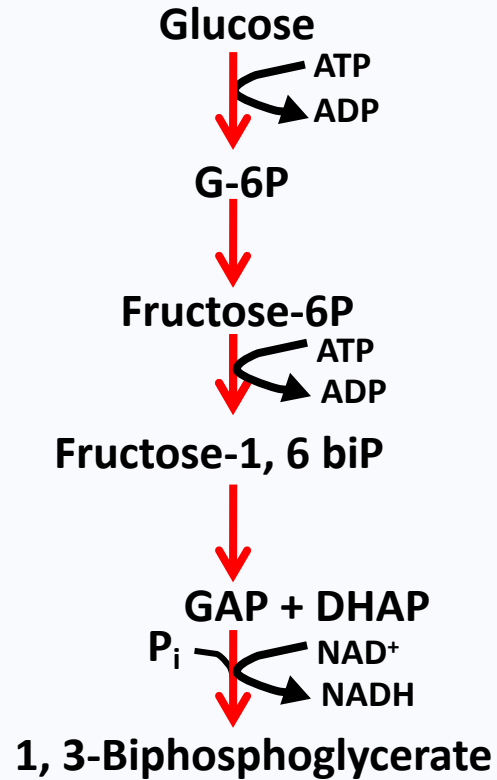 Glucose
ATP
ADP
G-6P
Fructose-6P
ATP
ADP
Fructose-1, 6 biP
GAP + DHAP
Pi NAD+
NADH
1, 3-Biphosphoglycerate